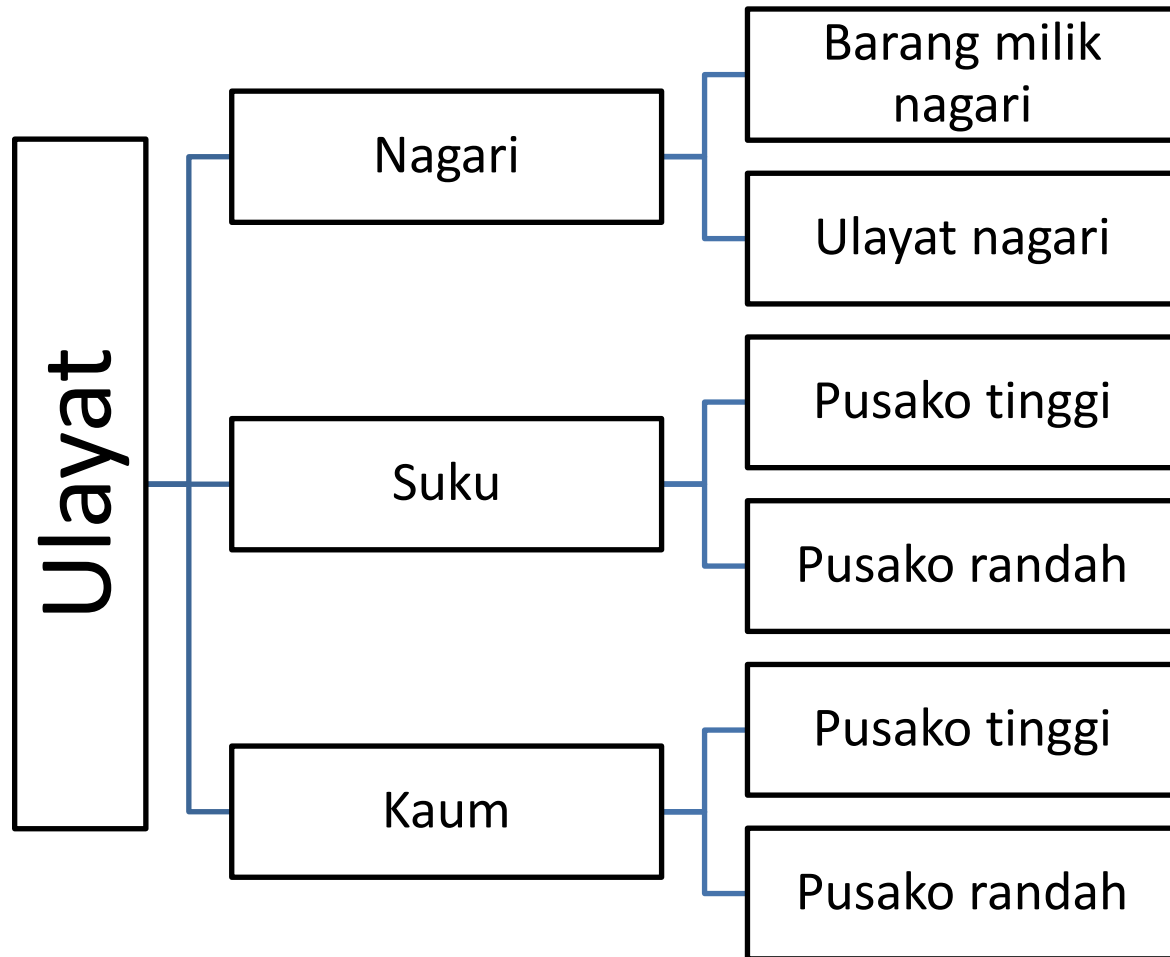 Ulayat
Nagari
Barang milik
nagari
Ulayat nagari
Suku
Pusako tinggi
Pusako randah
Kaum
Pusako tinggi
Pusako randah